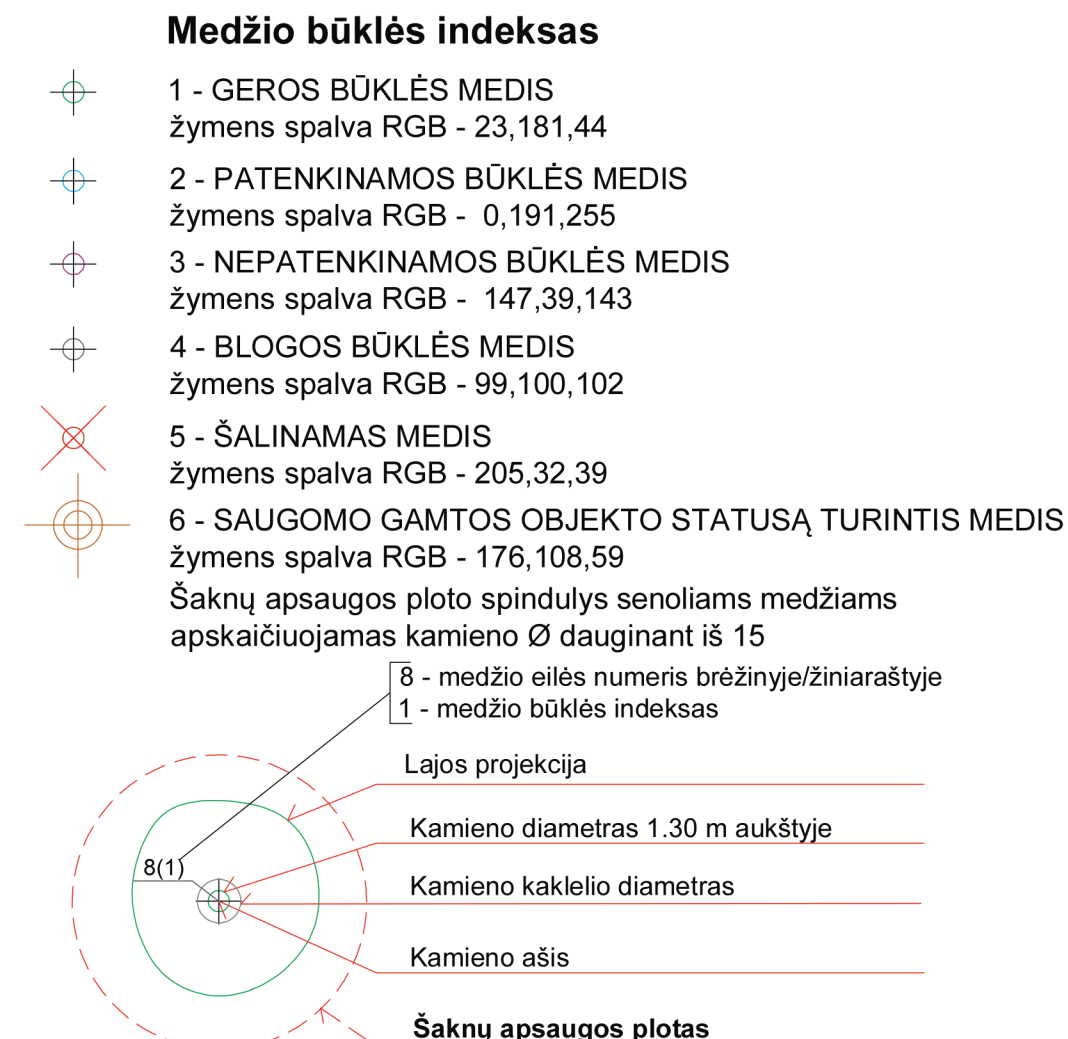 Medžio būklės indeksas
1 - GEROS BŪKLĖS MEDIS
žymens spalva RGB - 23,181,44
2 - PATENKINAMOS BŪKLĖS MEDIS
žymens spalva RGB - 0,191,255
3 - NEPATENKINAMOS BŪKLĖS MEDIS
žymens spalva RGB - 147,39,143
4 - BLOGOS BŪKLĖS MEDIS
žymens spalva RGB - 99,100,102
5 - ŠALINAMAS MEDIS
žymens spalva RGB - 205,32,39
6 - SAUGOMO GAMTOS OBJEKTO STATUSĄ TURINTIS MEDIS
žymens spalva RGB - 176,108,59
Šaknų apsaugos ploto spindulys senoliams medžiams
apskaičiuojamas kamieno Ø dauginant iš 15
8 - medžio eilės numeris brėžinyje/žiniaraštyje
1 - medžio būklės indeksas
Lajos projekcija
Kamieno diametras 1.30 m aukštyje
8(1)
Kamieno kaklelio diametras
Kamieno ašis
Šaknų apsaugos plotas